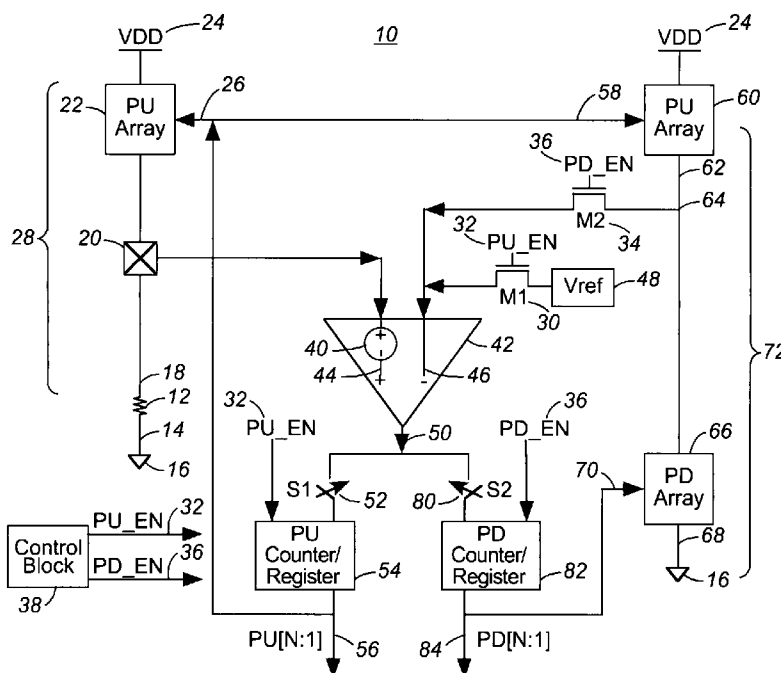 10
24
VDD
24
VDD
22
PU
Array
26
58
PU
Array
60
36
PD_EN
62
64
M2
34
28
20
32
PU_EN
M1
30
Vref
48
40
+
-
44
+
46
-
42
72
18
12
14
16
32
PU_EN
50
36
PD_EN
66
PD
Array
70
S1
52
80
S2
68
16
PU_EN
32
Control
Block
38
PD_EN
36
PU
Counter/
Register
54
PD
Counter/
Register
82
PU[N:1]
56
84
PD[N:1]